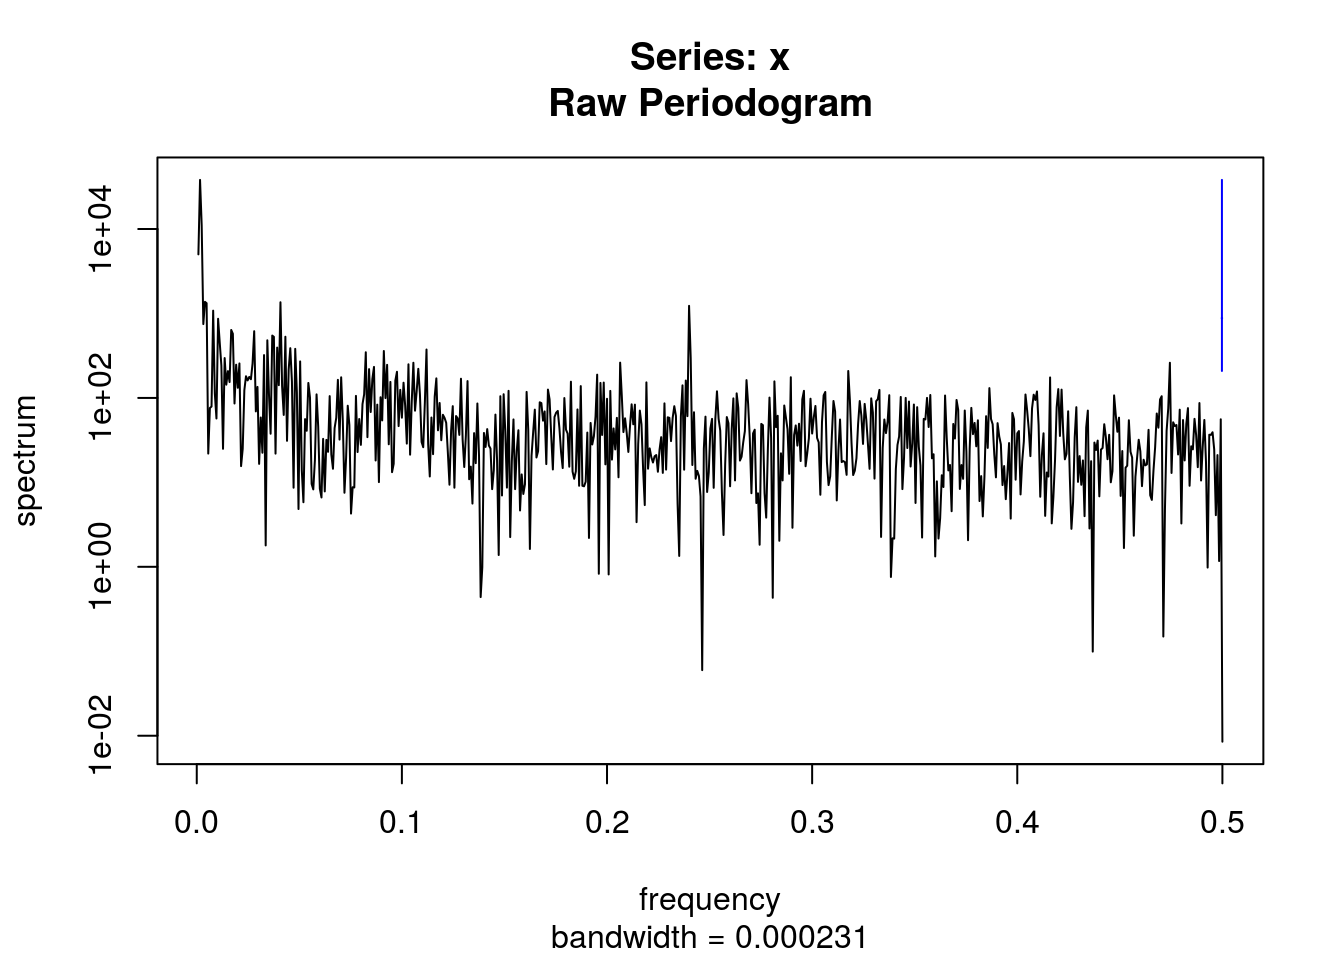 Series: x
Raw Periodogram
spectrum
1e+04
1e+02
1e+00
1e-02
0.0 0.1 0.2 0.3 0.4 0.5
frequency
bandwidth = 0.000231